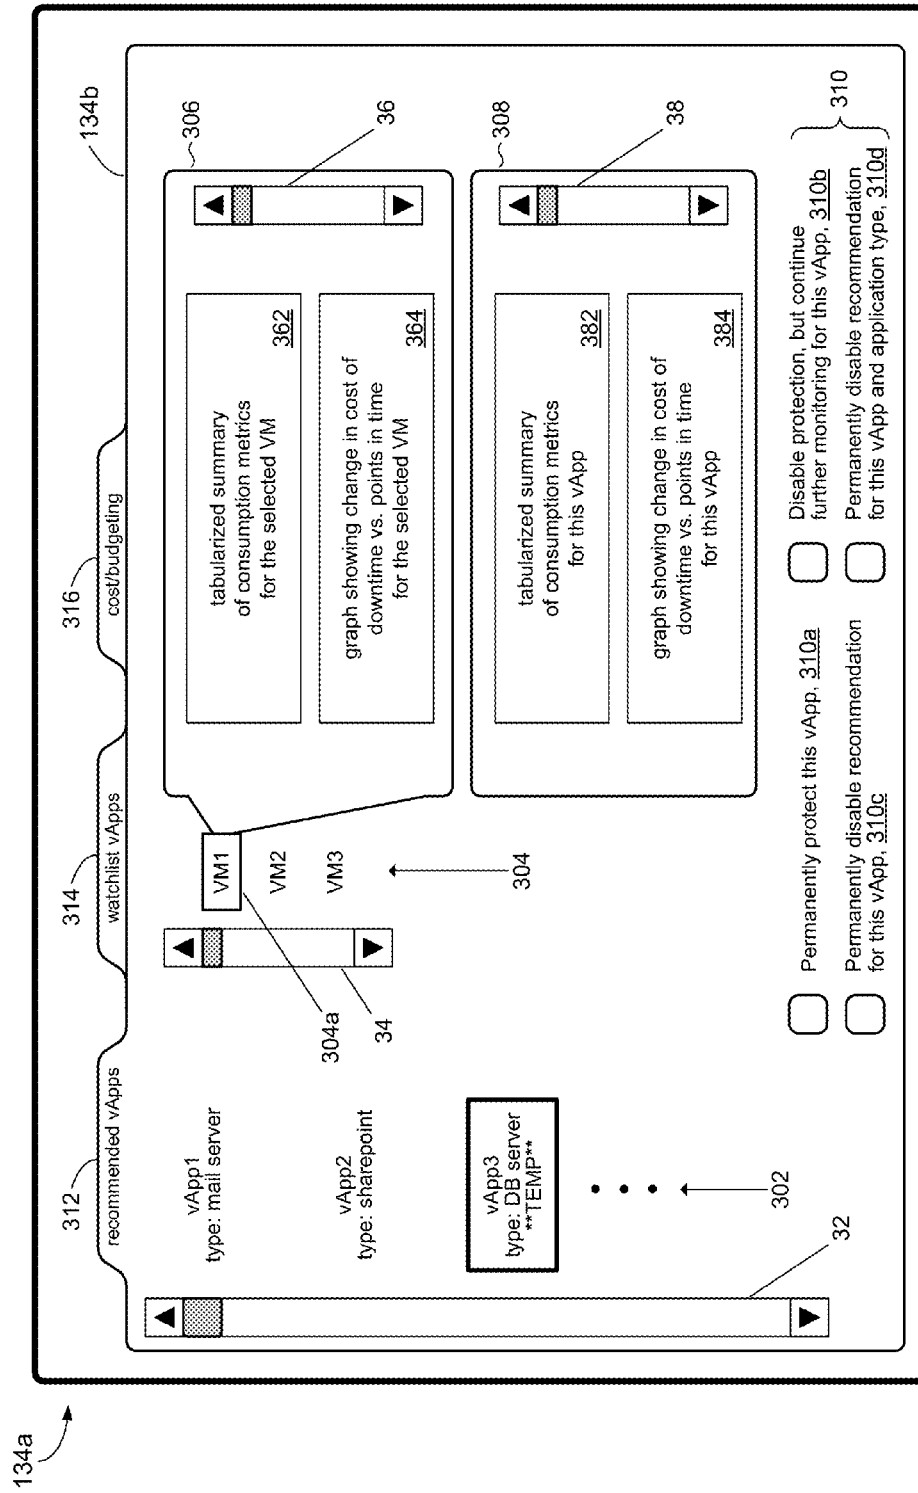 134a
134b
312
314
316
recommended vApps
watchlist vApps
cost/budgeting
vApp1
type: mail server
vApp2
type: sharepoint
vApp3
type: DB server
**TEMP**
302
32
VM1
VM2
VM3
304
304a
34
306
tabularized summary
of consumption metrics
for the selected VM
362
graph showing change in cost of
downtime vs. points in time
for the selected VM
364
36
308
tabularized summary
of consumption metrics
for this vApp
382
graph showing change in cost of
downtime vs. points in time
for this vApp
384
38
Permanently protect this vApp, 310a
Disable protection, but continue
further monitoring for this vApp, 310b
Permanently disable recommendation
for this vApp, 310c
Permanently disable recommendation
for this vApp and application type, 310d
310